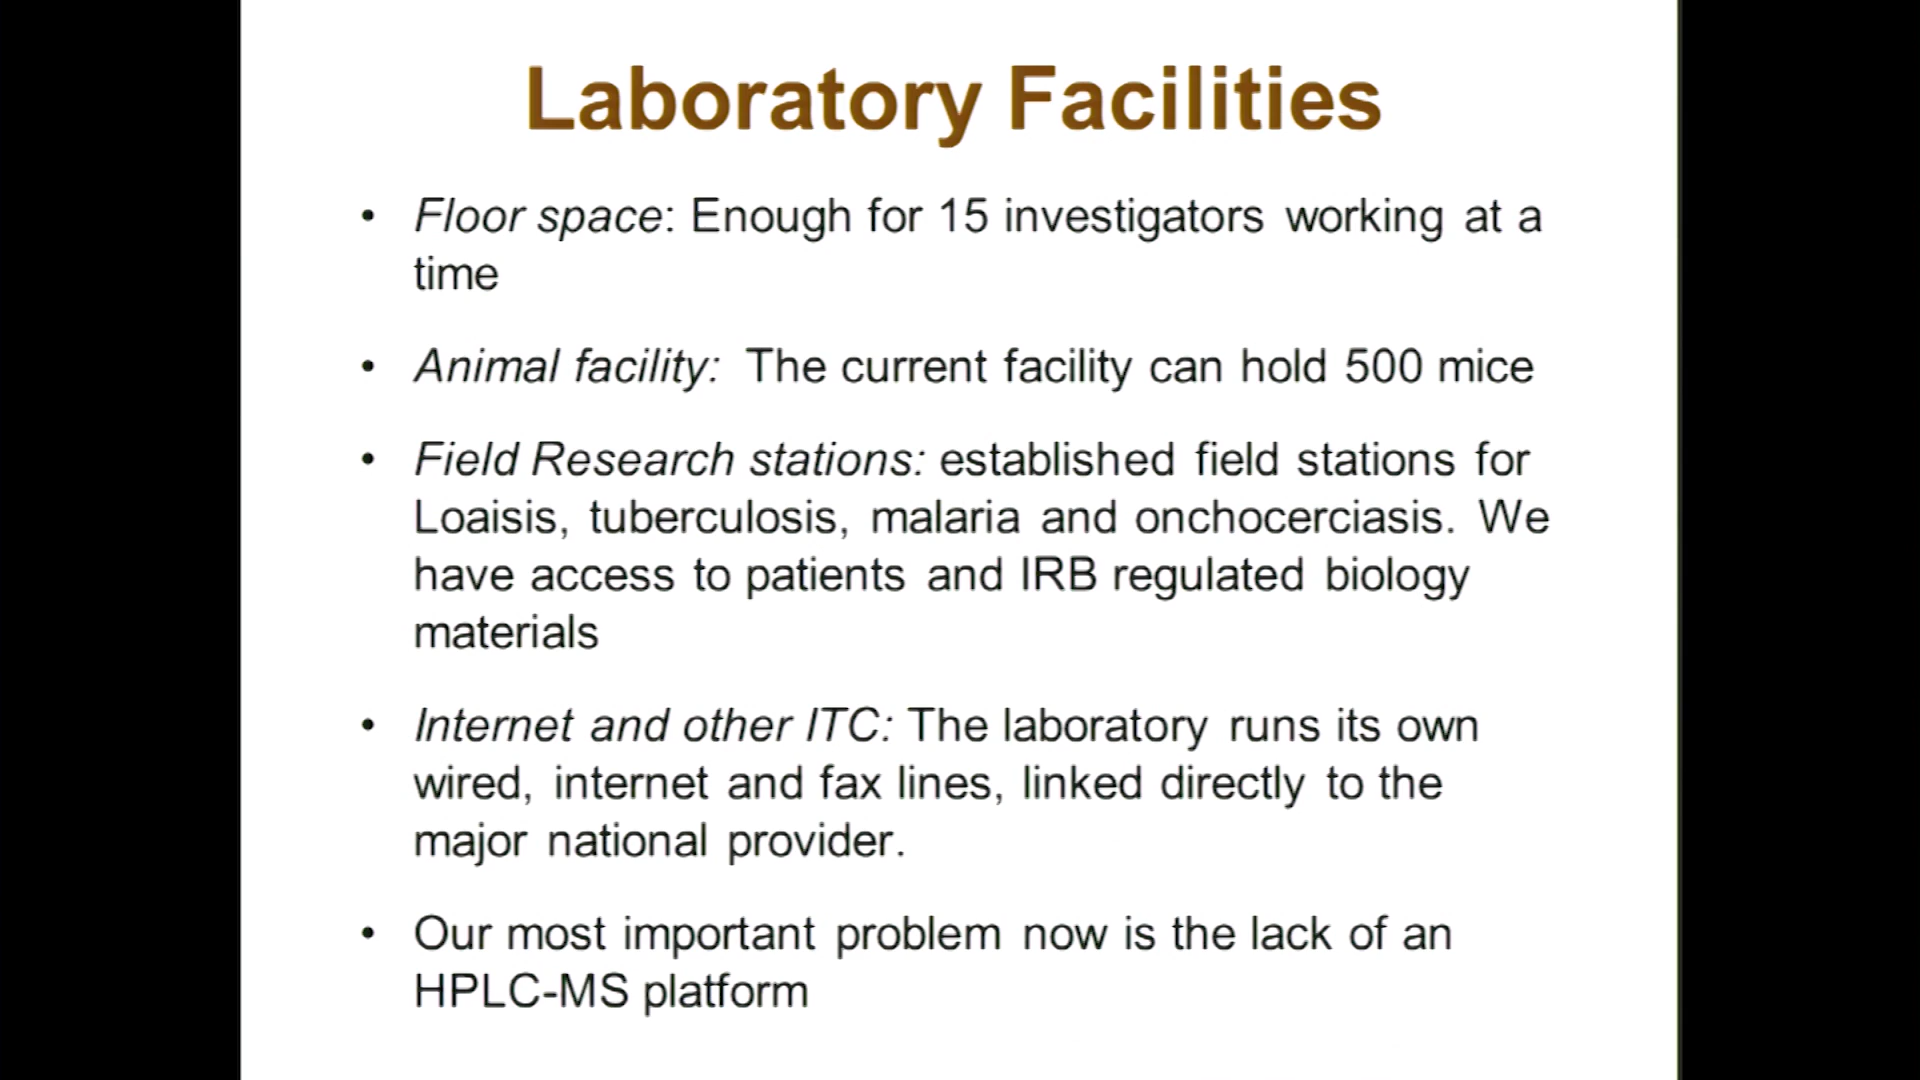 Laboratory Facilities
• Floor space: Enough for 15 investigators working at a
time
• Animal facility: The current facility can hold 500 mice
• Field Research stations: established field stations for
Loaisis, tuberculosis, malaria and onchocerciasis. We
have access to patients and IRB regulated biology
materials
• Internet and other ITC: The laboratory runs its own
wired, internet and fax lines, linked directly to the
major national provider.
• Our most important problem now is the lack of an
HPLC-MS platform